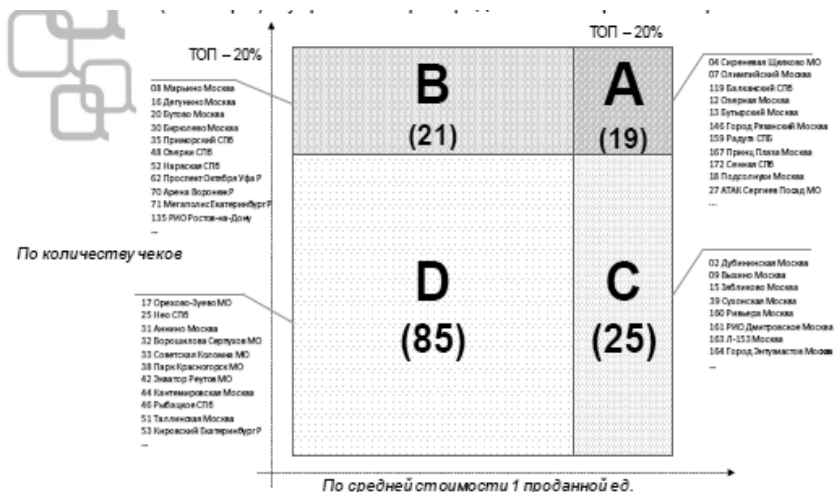 ТОП – 20%
ТОП – 20%
08 Марьино Москва
16 Дегунино Москва
20 Бутово Москва
30 Бирюлево Москва
35 Приморский СПб
48 Озерки СПб
52 Нарвская СПб
62 Проспект Октября Уфа Р
70 Арена Воронеж Р
71 Мегаполис Екатеринбург Р
135 РИО Ростов-на-Дону
...
B
(21)
A
(19)
04 Сиреневая Щелково МО
07 Олимпийский Москва
119 Балканский СПб
12 Озерная Москва
13 Бутырский Москва
146 Город Рязанский Москва
159 Радуга СПБ
167 Принц Плаза Москва
172 Сенная СПб
18 Подсолнухи Москва
27 АТАК Сергиев Посад МО
....
По количеству чеков
17 Орехово-Зуево МО
25 Нео СПб
31 Аннино Москва
32 Ворошилова Серпухов МО
33 Советская Коломна МО
38 Парк Красногорск МО
42 Экватор Реутов МО
44 Кантемировская Москва
46 Рыбацкое СПб
51 Таллинская Москва
53 Кировский Екатеринбург Р
...
D
(85)
C
(25)
02 Дубининская Москва
09 Выхино Москва
15 Зябликово Москва
39 Сухонская Москва
160 Ривьера Москва
161 РИО Дмитровское Москва
163 Л-153 Москва
164 Город Энтузиастов Москва
...
По средней стоимости 1 проданной ед.